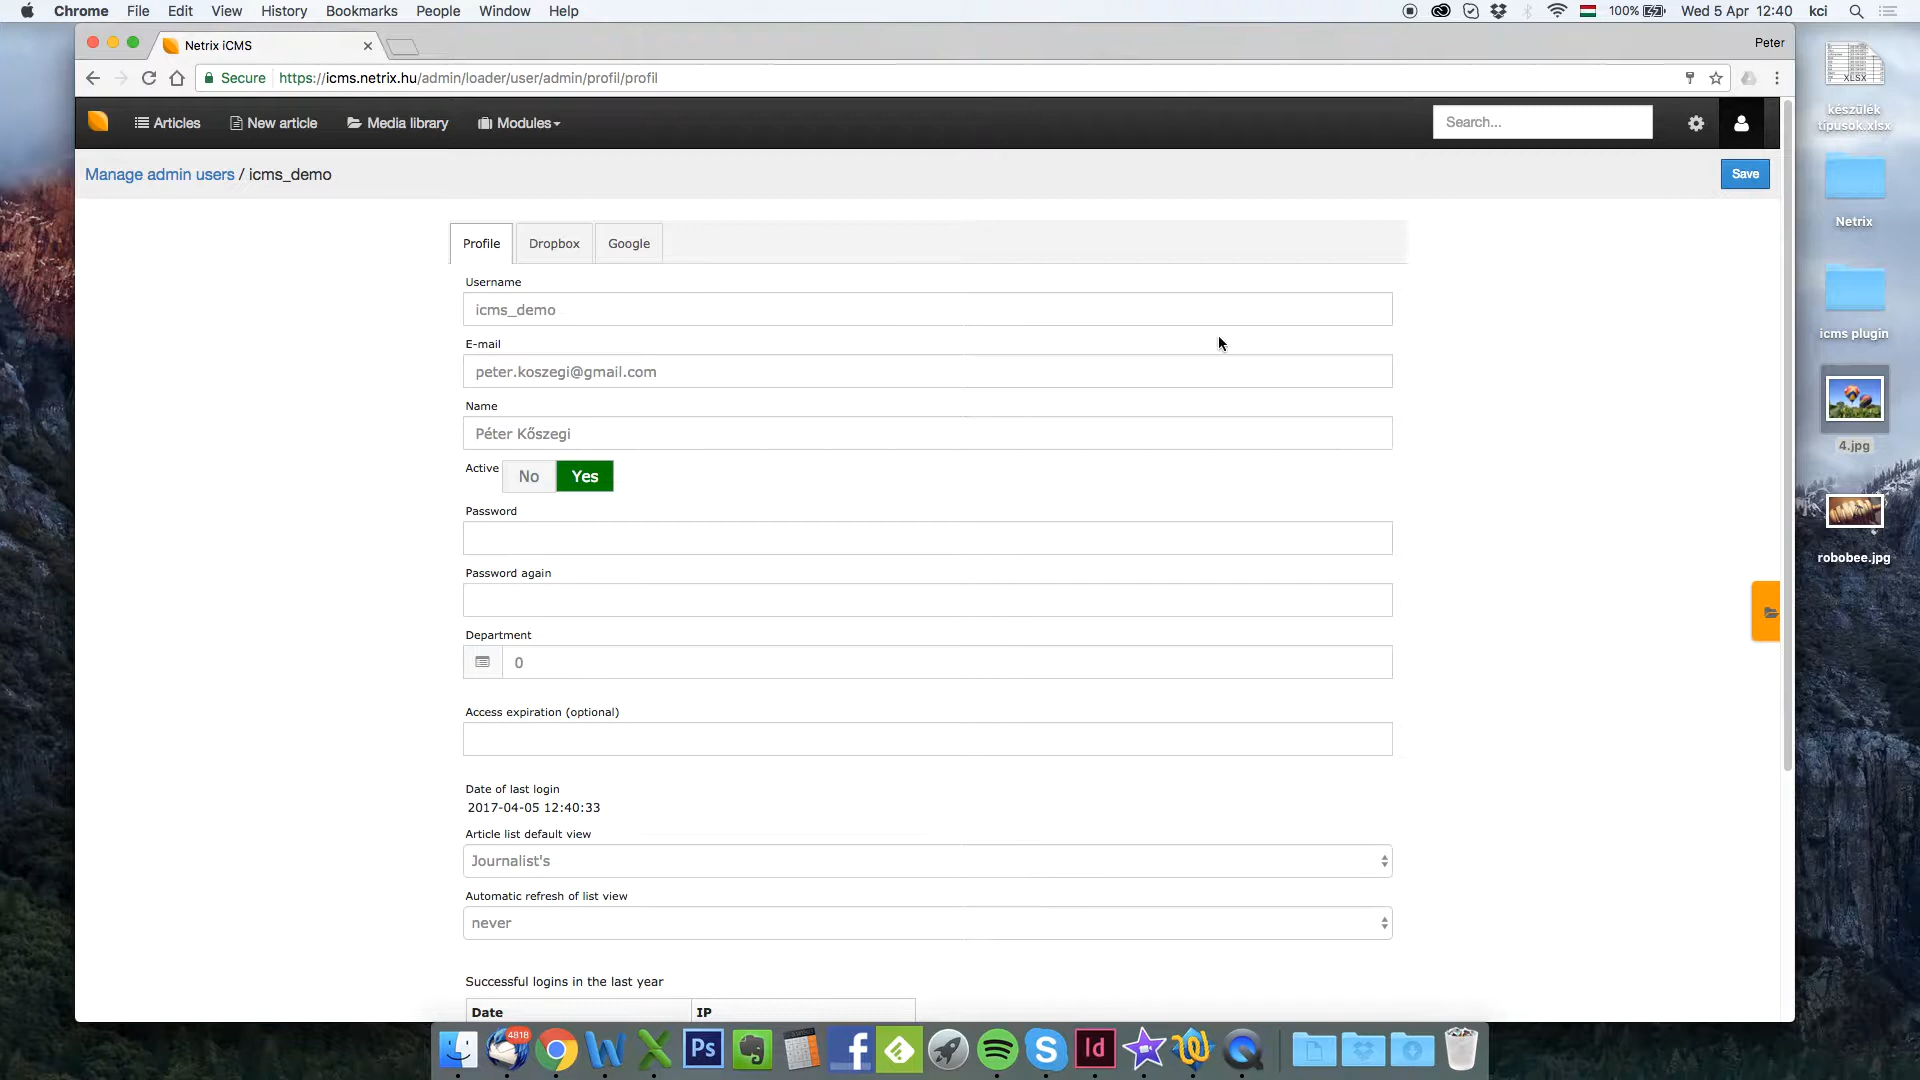 Chrome File Edit View History Bookmarks People Window Help
100% Wed 5 Apr 12:40 kci
Netrix iCMS
Peter
Secure https://icms.netrix.hu/admin/loader/user/admin/profil/profil
Articles New article Media library Modules Search...
Manage admin users / icms_demo Save
Profile Dropbox Google
Username
icms_demo
E-mail
peter.koszegi@gmail.com
Name
Péter Kőszegi
Active No Yes
Password
Password again
Department
0
Access expiration (optional)
Date of last login
2017-04-05 12:40:33
Article list default view
Journalist's
Automatic refresh of list view
never
Successful logins in the last year
Date IP
XLSX
készülék
típusok.xlsx
Netrix
icms plugin
4.jpg
robobee.jpg
4818
Ps
Id